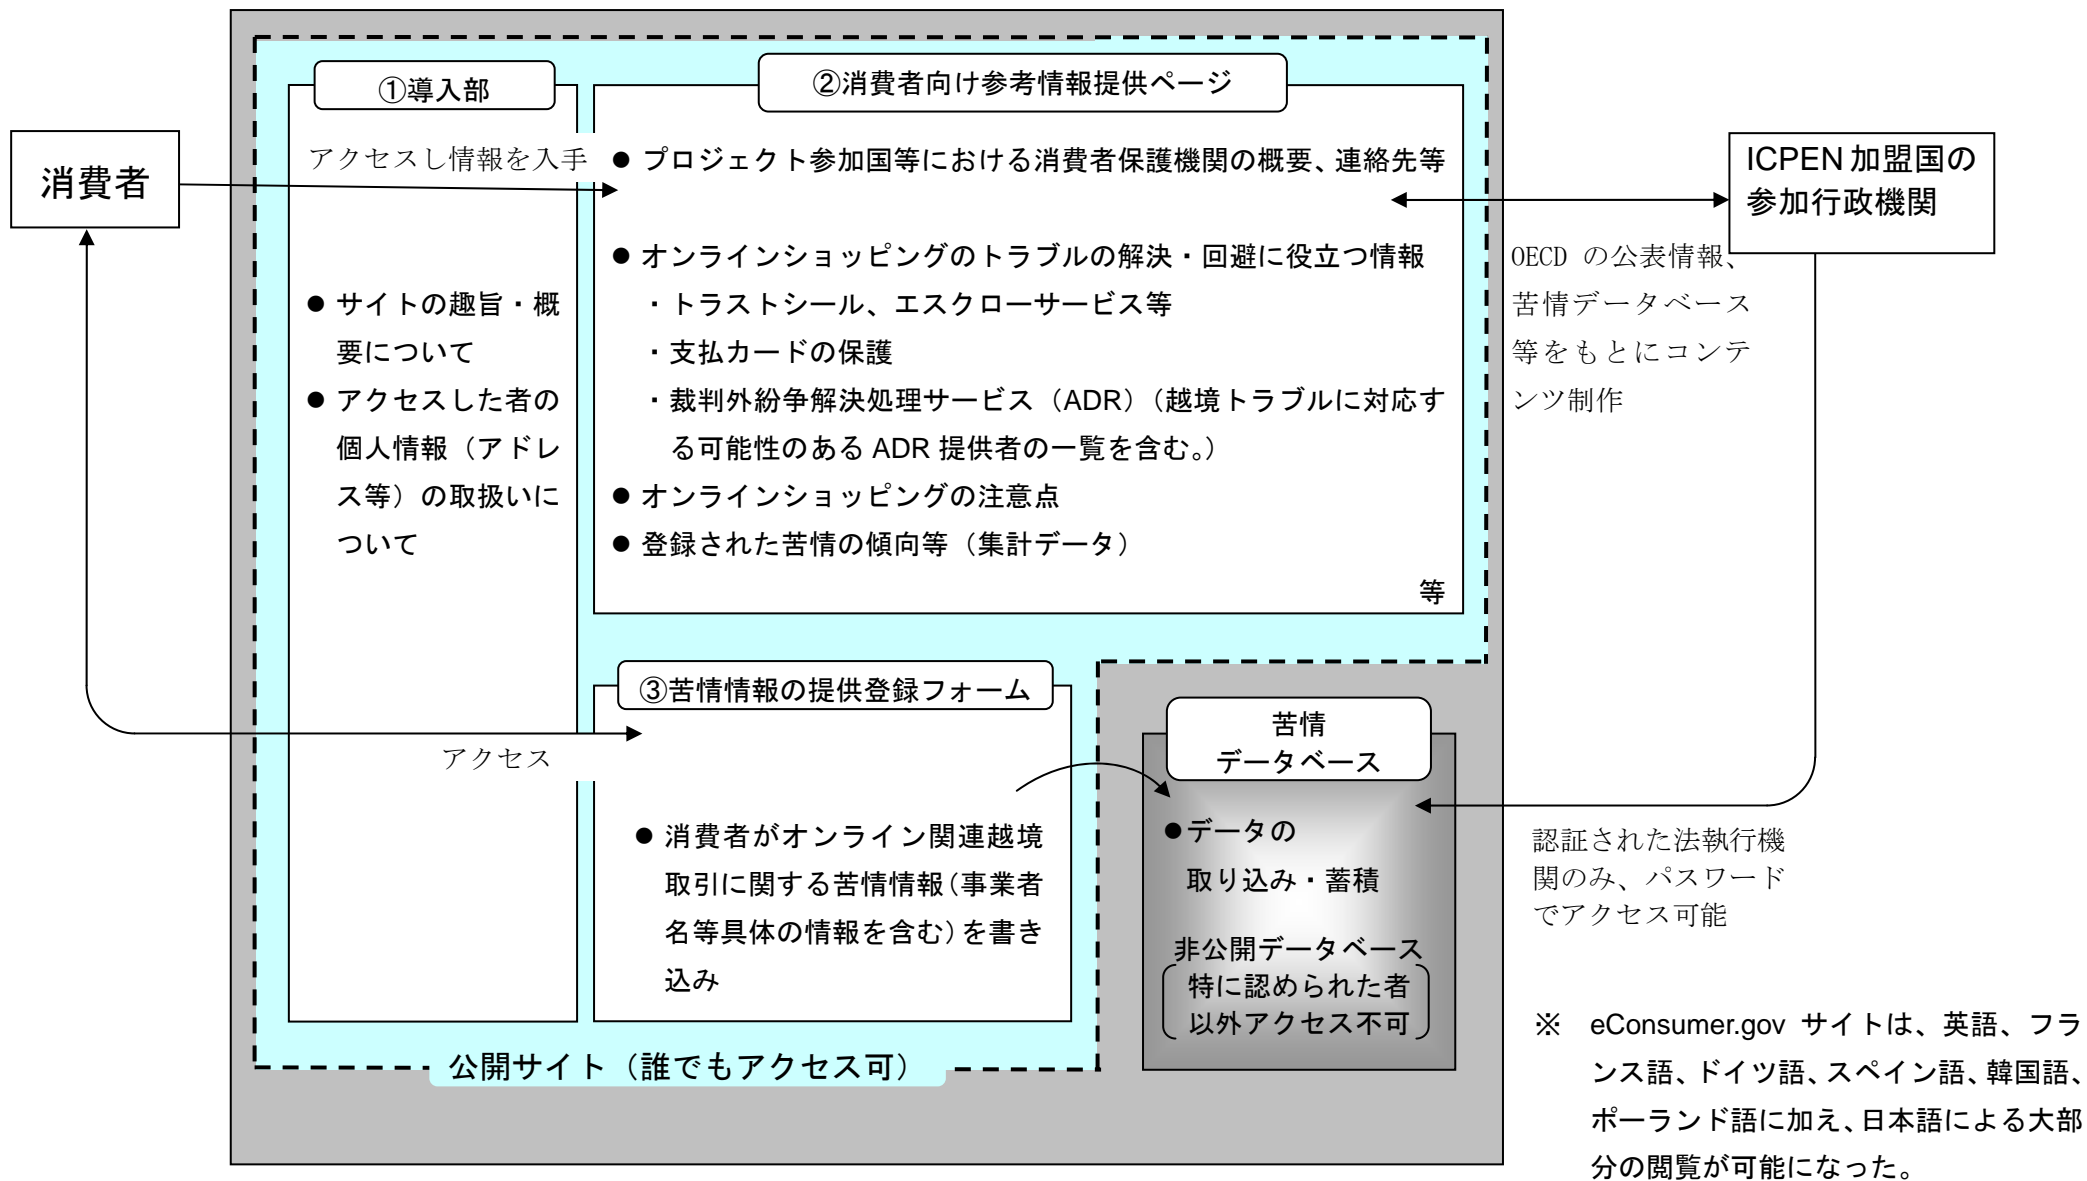 消費者
①導入部
アクセスし情報を入手
● サイトの趣旨・概
要について
● アクセスした者の
個人情報（アドレ
ス等）の取扱いに
ついて
②消費者向け参考情報提供ページ
● プロジェクト参加国等における消費者保護機関の概要、連絡先等
● オンラインショッピングのトラブルの解決・回避に役立つ情報
・トラストシール、エスクローサービス等
・支払カードの保護
・裁判外紛争解決処理サービス（ADR）（越境トラブルに対応す
る可能性のある ADR 提供者の一覧を含む。）
● オンラインショッピングの注意点
● 登録された苦情の傾向等（集計データ）
等
ICPEN 加盟国の
参加行政機関
OECD の公表情報、
苦情データベース
等をもとにコンテ
ンツ制作
③苦情情報の提供登録フォーム
アクセス
● 消費者がオンライン関連越境
取引に関する苦情情報（事業者
名等具体の情報を含む）を書き
込み
苦情
データベース
●データの
取り込み・蓄積
非公開データベース
特に認められた者
以外アクセス不可
認証された法執行機
関のみ、パスワード
でアクセス可能
公開サイト（誰でもアクセス可）
※ eConsumer.gov サイトは、英語、フラ
ンス語、ドイツ語、スペイン語、韓国語、
ポーランド語に加え、日本語による大部
分の閲覧が可能になった。